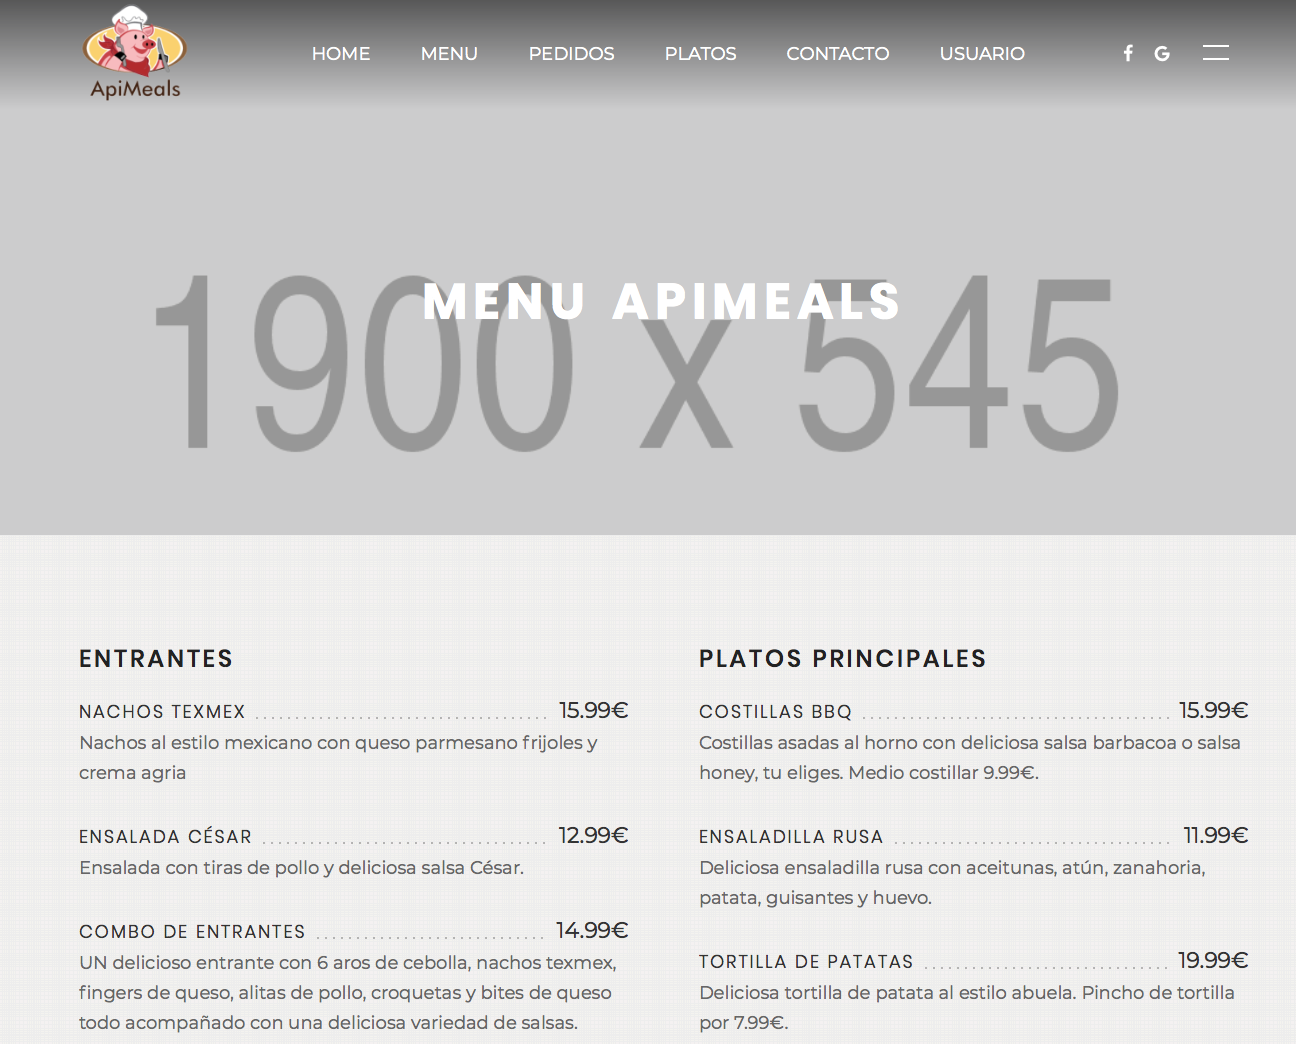 ApiMeals
HOME MENU PEDIDOS PLATOS CONTACTO USUARIO
1900 x 545
MENU APIMEALS
ENTRANTES
NACHOS TEXMEX 15.99€
Nachos al estilo mexicano con queso parmesano frijoles y
crema agria
ENSALADA CÉSAR 12.99€
Ensalada con tiras de pollo y deliciosa salsa César.
COMBO DE ENTRANTES 14.99€
UN delicioso entrante con 6 aros de cebolla, nachos texmex,
fingers de queso, alitas de pollo, croquetas y bites de queso
todo acompañado con una deliciosa variedad de salsas.
PLATOS PRINCIPALES
COSTILLAS BBQ 15.99€
Costillas asadas al horno con deliciosa salsa barbacoa o salsa
honey, tu eliges. Medio costillar 9.99€.
ENSALADILLA RUSA 11.99€
Deliciosa ensaladilla rusa con aceitunas, atún, zanahoria,
patata, guisantes y huevo.
TORTILLA DE PATATAS 19.99€
Deliciosa tortilla de patata al estilo abuela. Pincho de tortilla
por 7.99€.